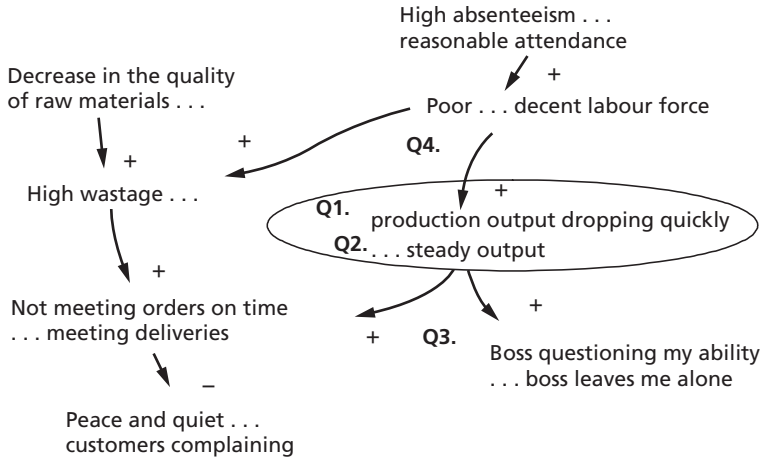 High absenteeism . . .
reasonable attendance
+
Decrease in the quality
of raw materials . . .
Poor . . . decent labour force
+
Q4.
+
High wastage . . .
+
Q1.
production output dropping quickly
Q2. . . . steady output
+
Not meeting orders on time
. . . meeting deliveries
+
+
Q3.
Boss questioning my ability
. . . boss leaves me alone
–
Peace and quiet . . .
customers complaining